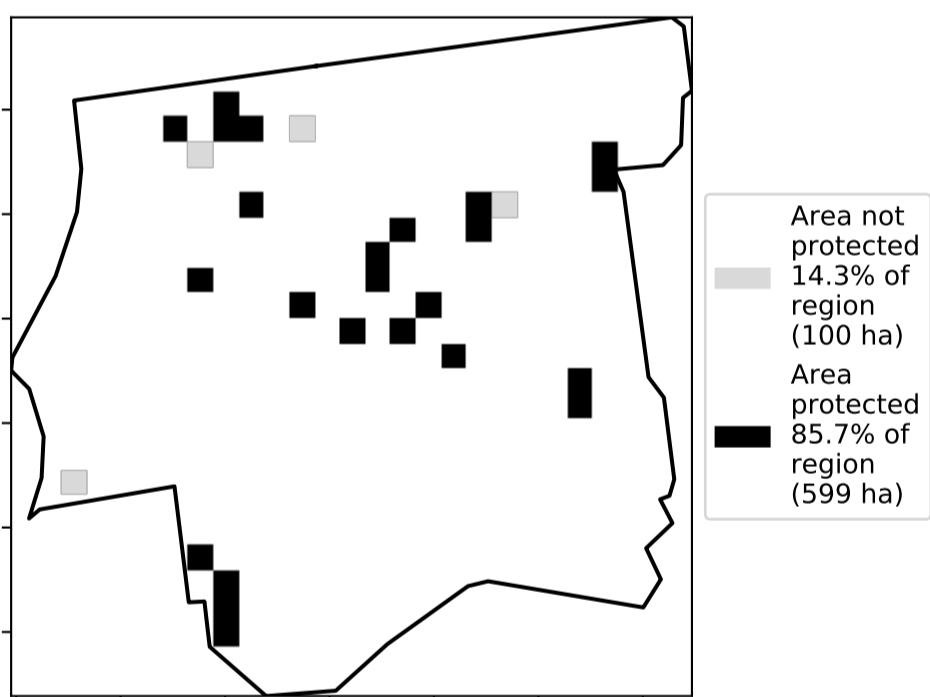 Area not
protected
14.3% of
region
(100 ha)
Area
protected
85.7% of
region
(599 ha)